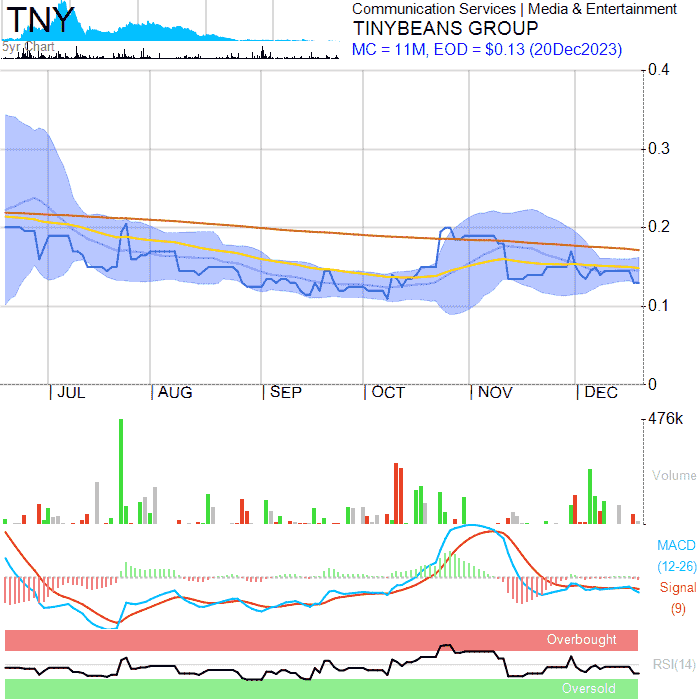 TNY
5yr Chart
Communication Services | Media & Entertainment
TINYBEANS GROUP
MC = 11M, EOD = $0.13 (20Dec2023)
0.4
0.3
0.2
0.1
0
| JUL | AUG | SEP | OCT | NOV | DEC
476k
Volume
MACD
(12-26)
Signal
(9)
Overbought
RSI(14)
Oversold